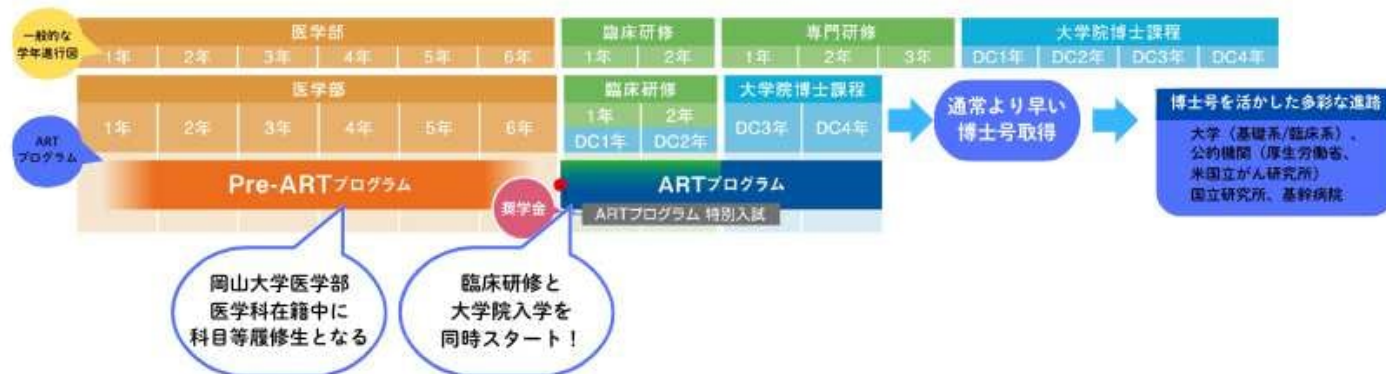 一般的な
学年進行図
医学部
1年 2年 3年 4年 5年 6年
臨床研修
1年 2年
専門研修
1年 2年 3年
大学院博士課程
DC1年 DC2年 DC3年 DC4年
ART
プログラム
医学部
1年 2年 3年 4年 5年 6年
臨床研修
1年 2年
DC1年 DC2年
大学院博士課程
DC3年 DC4年
通常より早い
博士号取得
博士号を活かした多彩な進路
大学（基礎系/臨床系）、
公的機関（厚生労働省、
米国立がん研究所）
国立研究所、基幹病院
Pre-ARTプログラム
奨学金
ARTプログラム
ARTプログラム 特別入試
岡山大学医学部
医学科在籍中に
科目等履修生となる
臨床研修と
大学院入学を
同時スタート！